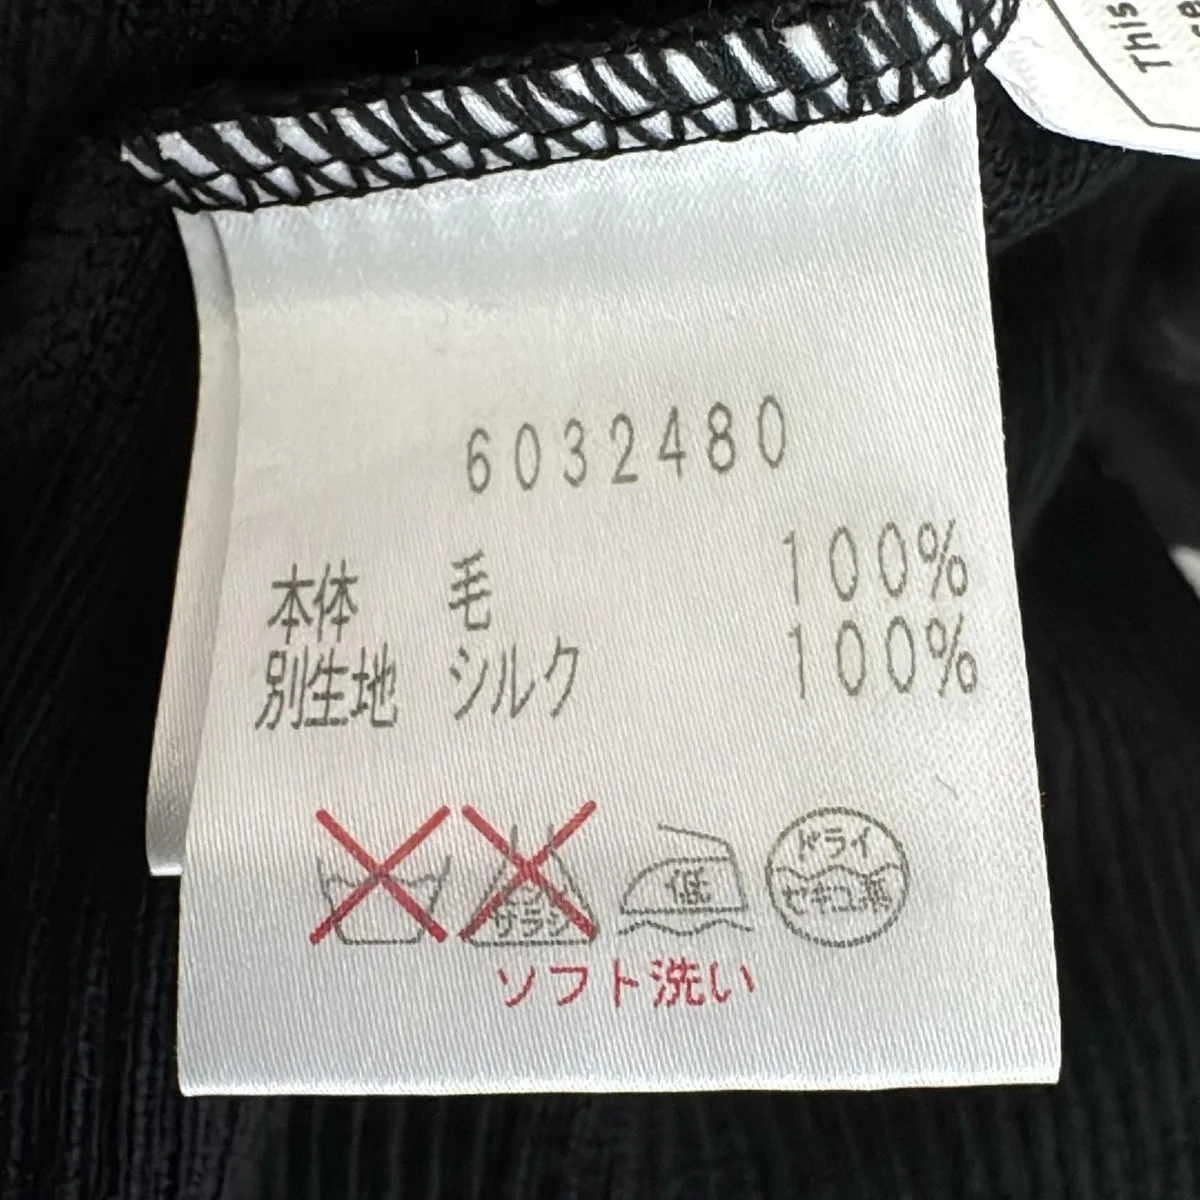 This
6032480
本体 毛 100%
別生地 シルク 100%
サラシ
低
ドライ
セキユ系
ソフト洗い